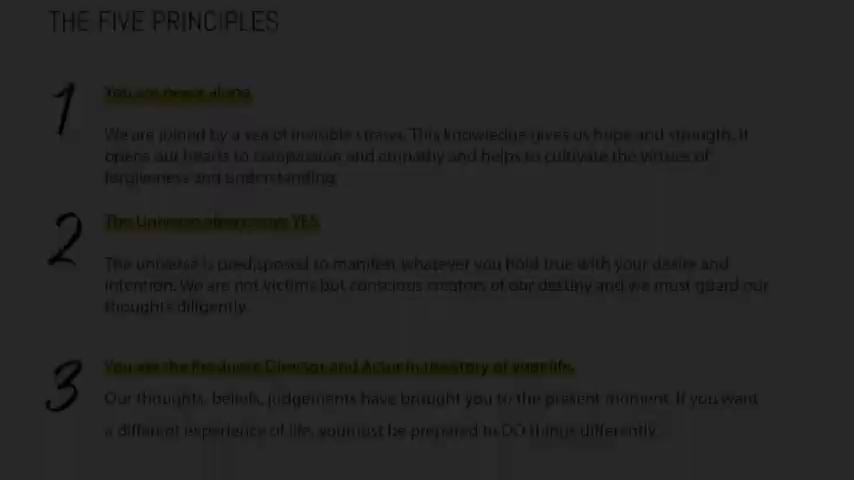 THE FIVE PRINCIPLES
1
You are never alone
We are joined by a sea of invisible straws. This knowledge gives us hope and strength. It
opens our hearts to compassion and empathy and helps to cultivate the virtues of
forgiveness and understanding.
2
The Universe always says YES
The universe is predisposed to manifest whatever you hold true with your desire and
intention. We are not victims but conscious creators of our destiny and we must guard our
thoughts diligently.
3
You are the Producer, Director and Actor in the story of your life.
Our thoughts, beliefs, judgements have brought you to the present moment. If you want
a different experience of life, you must be prepared to DO things differently.